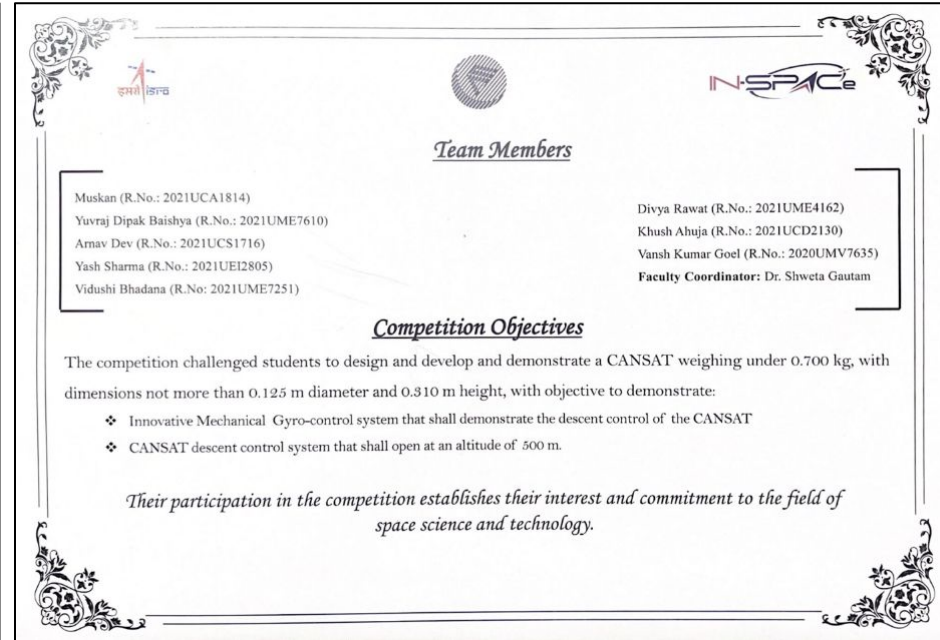 इसरो isro
IN-SPACe
Team Members
Muskan (R.No.: 2021UCA1814)
Yuvraj Dipak Baishya (R.No.: 2021UME7610)
Arnav Dev (R.No.: 2021UCS1716)
Yash Sharma (R.No.: 2021UEI2805)
Vidushi Bhadana (R.No: 2021UME7251)
Divya Rawat (R.No.: 2021UME4162)
Khush Ahuja (R.No.: 2021UCD2130)
Vansh Kumar Goel (R.No.: 2020UMV7635)
Faculty Coordinator: Dr. Shweta Gautam
Competition Objectives
The competition challenged students to design and develop and demonstrate a CANSAT weighing under 0.700 kg, with
dimensions not more than 0.125 m diameter and 0.310 m height, with objective to demonstrate:
❖ Innovative Mechanical Gyro-control system that shall demonstrate the descent control of the CANSAT
❖ CANSAT descent control system that shall open at an altitude of 500 m.
Their participation in the competition establishes their interest and commitment to the field of
space science and technology.